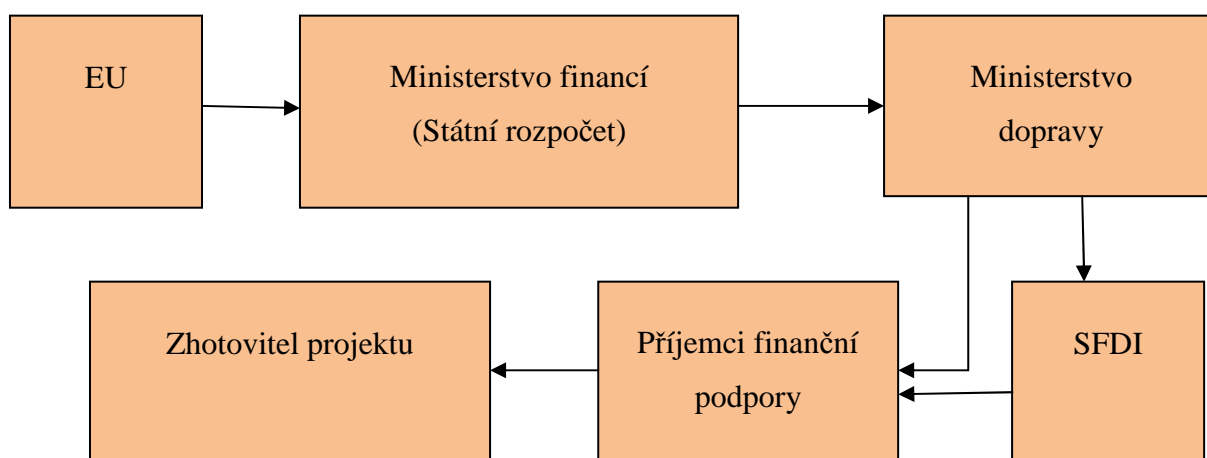 EU
Ministerstvo financí
(Státní rozpočet)
Ministerstvo
dopravy
Zhotovitel projektu
Příjemci finanční
podpory
SFDI